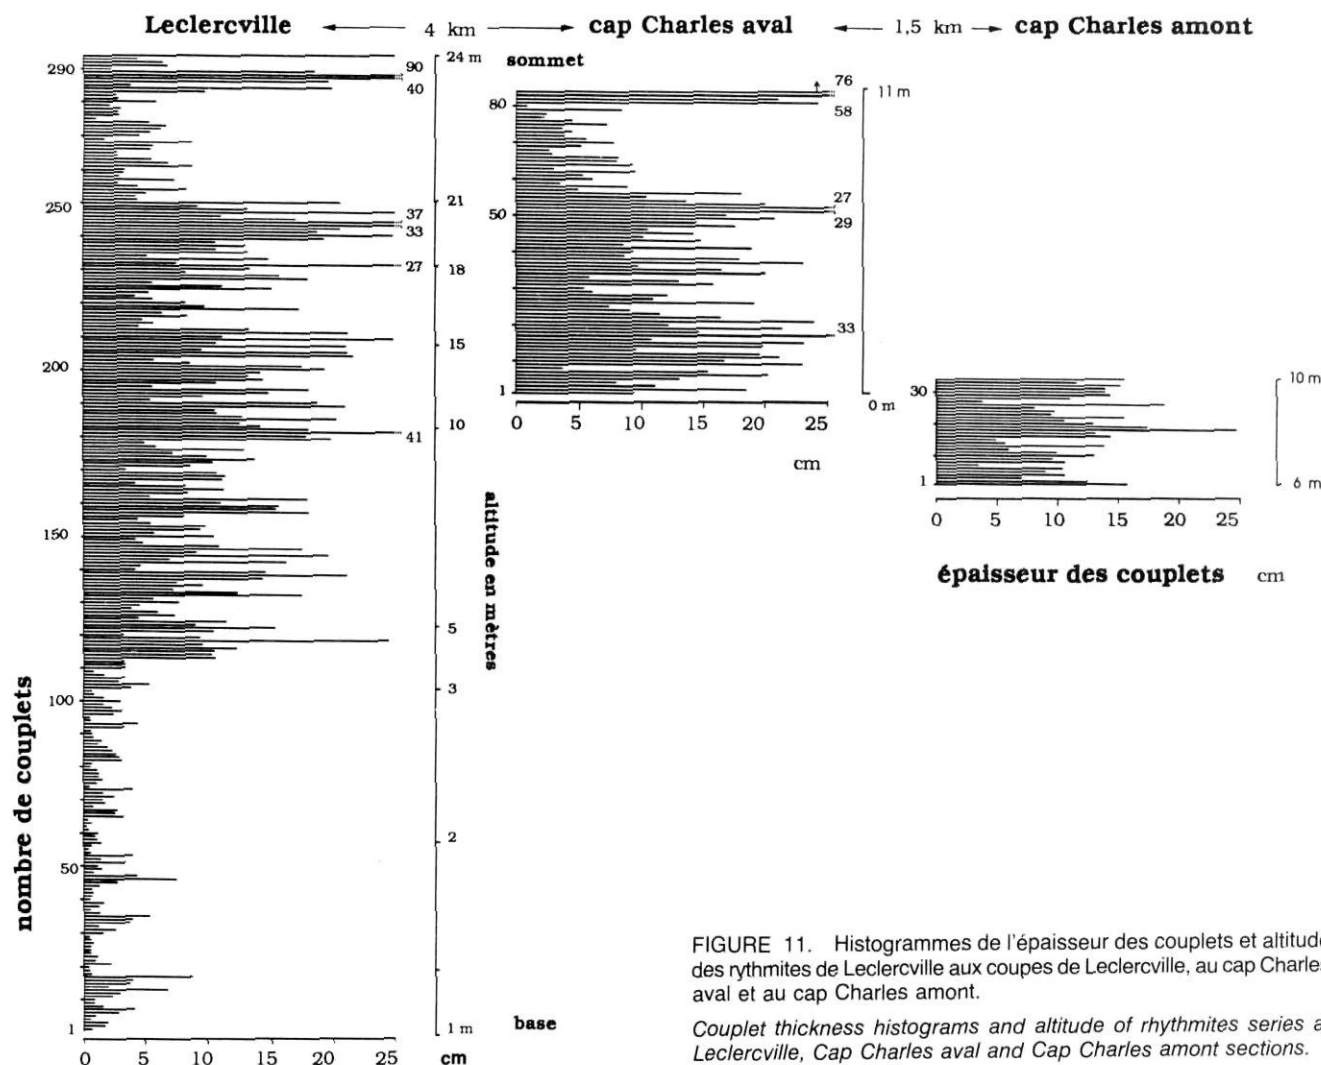 Leclercville ← 4 km → cap Charles aval ← 1,5 km → cap Charles amont
290
250
200
150
100
50
1
nombre de couplets
0 5 10 15 20 25
cm
90
40
37
33
27
41
24 m
21
18
15
10
5
3
2
1 m
altitude en mètres
sommet
base
80
50
1
0 5 10 15 20 25
cm
76
58
27
29
33
11 m
0 m
30
1
0 5 10 15 20 25
10 m
6 m
épaisseur des couplets cm
FIGURE 11. Histogrammes de l'épaisseur des couplets et altitude
des rythmites de Leclercville aux coupes de Leclercville, au cap Charles
aval et au cap Charles amont.
Couplet thickness histograms and altitude of rhythmites series a
Leclercville, Cap Charles aval and Cap Charles amont sections.